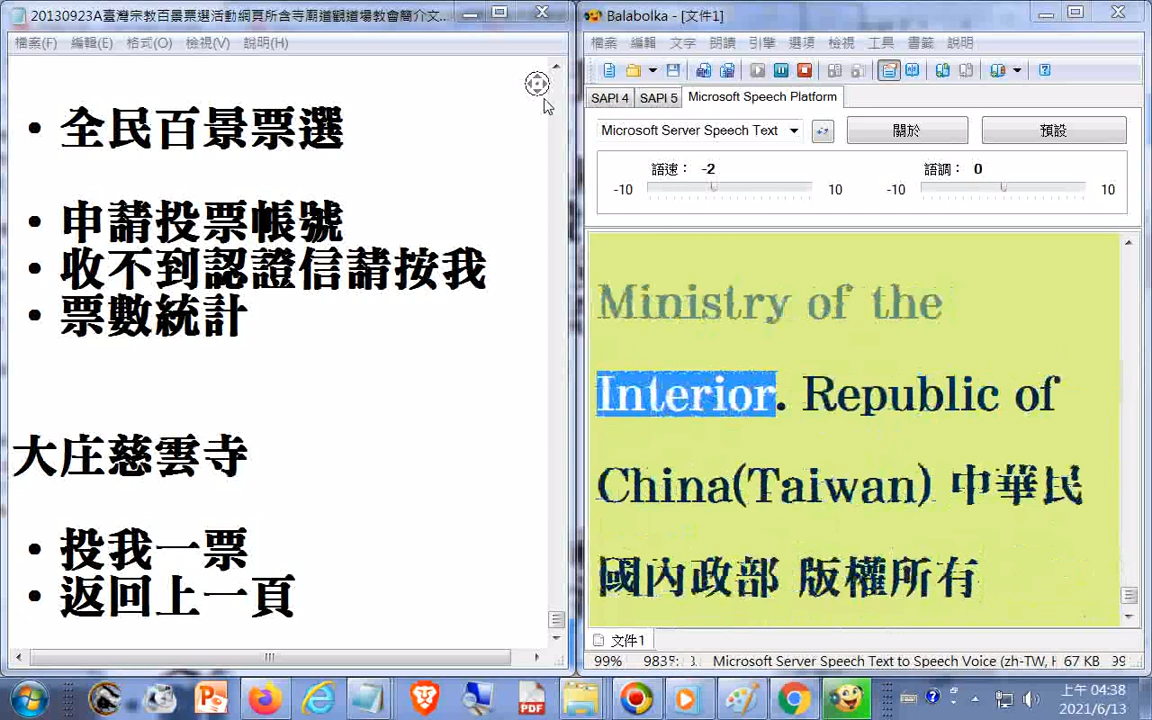 20130923A臺灣宗教百景票選活動網頁所含寺廟道觀道場教會簡介文...
檔案(F) 編輯(E) 格式(O) 檢視(V) 說明(H)
• 全民百景票選
• 申請投票帳號
• 收不到認證信請按我
• 票數統計
大庄慈雲寺
• 投我一票
• 返回上一頁
Balabolka - [文件1]
檔案 編輯 文字 朗讀 引擎 選項 檢視 工具 書籤 說明
SAPI 4 SAPI 5 Microsoft Speech Platform
Microsoft Server Speech Text 關於 預設
語速： -2 語調： 0
-10 10 -10 10
Ministry of the
Interior. Republic of
China(Taiwan) 中華民
國內政部 版權所有
文件1
99% Microsoft Server Speech Text to Speech Voice (zh-TW, 67 KB
PDF
上午 04:38
2021/6/13